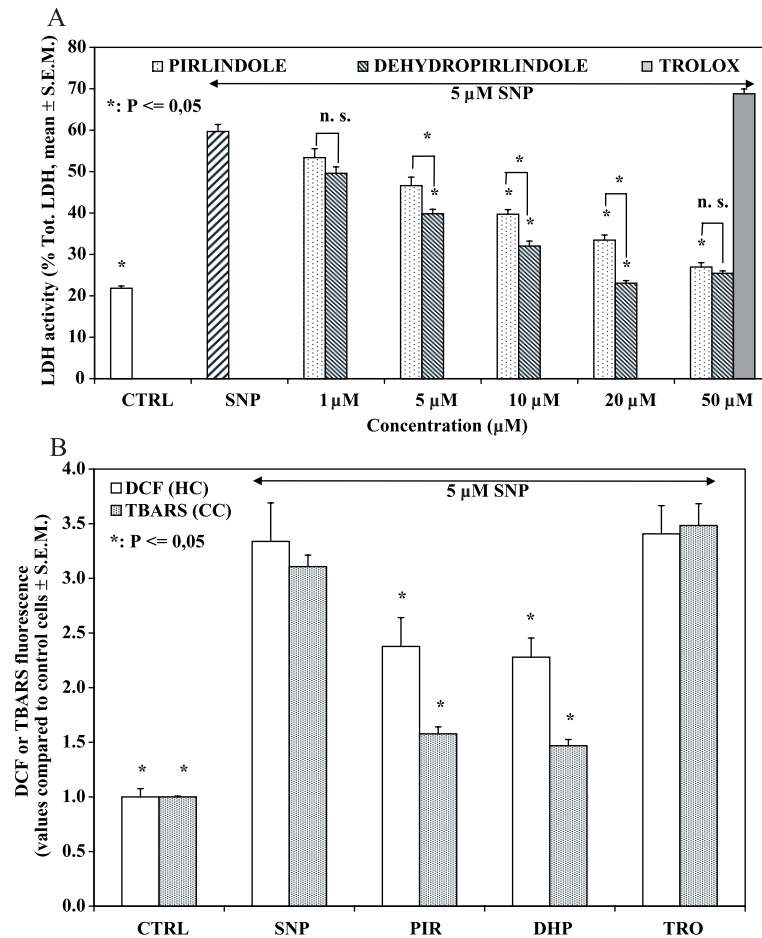 A
PIRLINDOLE DEHYDROPIRLINDOLE TROLOX
5 µM SNP
*: P <= 0,05
LDH activity (% Tot. LDH, mean ± S.E.M.)
80
70
60
50
40
30
20
10
0
*
n. s.
*
*
*
*
*
*
*
*
n. s.
*
CTRL SNP 1 µM 5 µM 10 µM 20 µM 50 µM
Concentration (µM)
B
DCF (HC)
TBARS (CC)
*: P <= 0,05
5 µM SNP
DCF or TBARS fluorescence
(values compared to control cells ± S.E.M.)
4.0
3.5
3.0
2.5
2.0
1.5
1.0
0.5
0.0
* *
*
*
*
*
CTRL SNP PIR DHP TRO